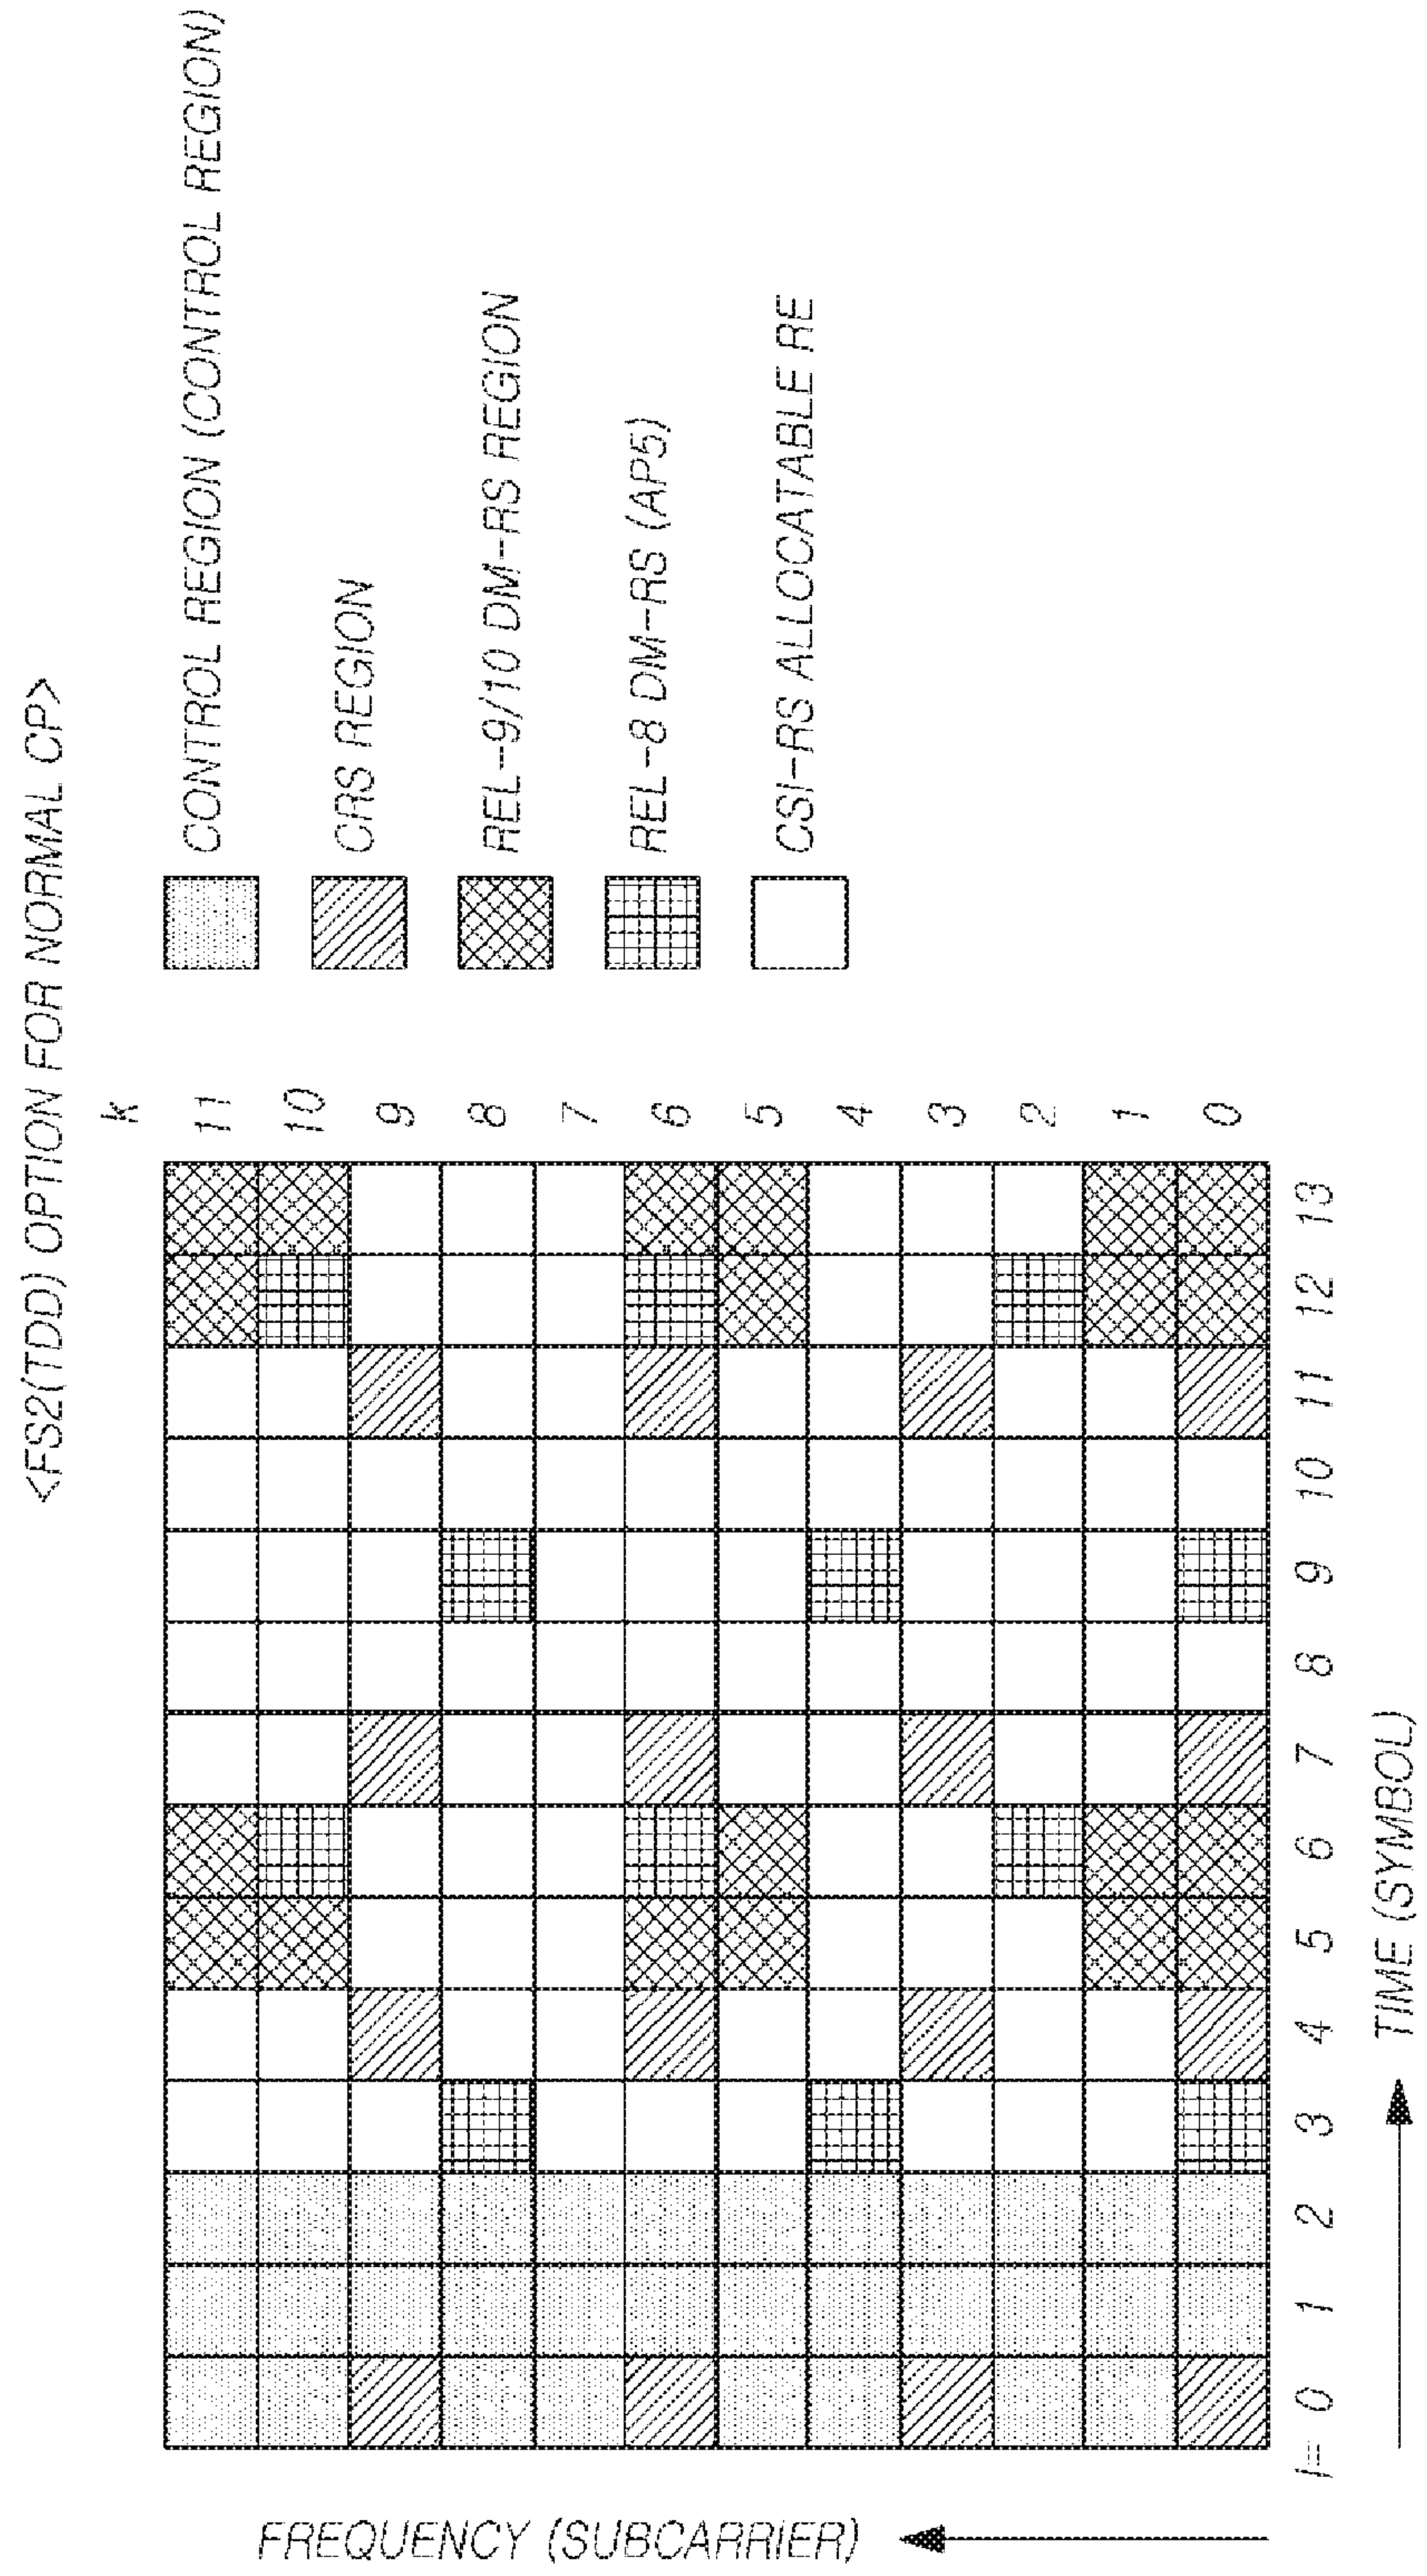 <FS2(TDD) OPTION FOR NORMAL CP>
CONTROL REGION (CONTROL REGION)
CRS REGION
REL-9/10 DM-RS REGION
REL-8 DM-RS (AP5)
CSI-RS ALLOCATABLE RE
k
11
10
9
8
7
6
5
4
3
2
1
0
l= 0 1 2 3 4 5 6 7 8 9 10 11 12 13
FREQUENCY (SUBCARRIER)
TIME (SYMBOL)